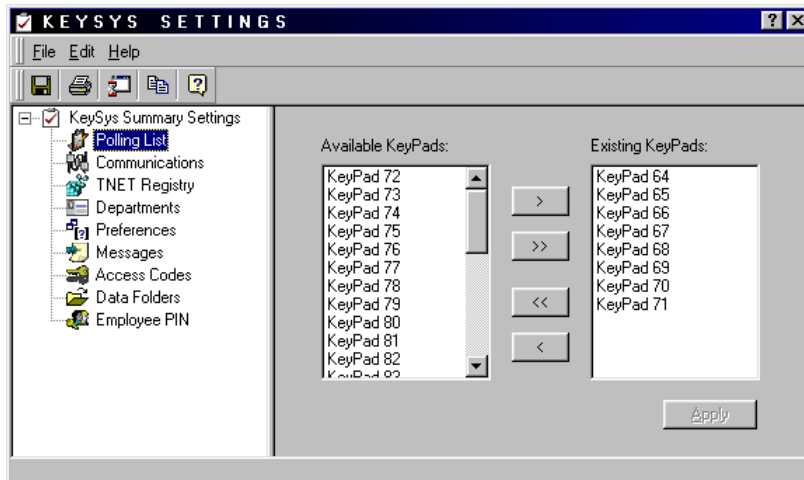 KEYSYS SETTINGS
File Edit Help
KeySys Summary Settings
Polling List
Communications
TNET Registry
Departments
Preferences
Messages
Access Codes
Data Folders
Employee PIN
Available KeyPads:
KeyPad 72
KeyPad 73
KeyPad 74
KeyPad 75
KeyPad 76
KeyPad 77
KeyPad 78
KeyPad 79
KeyPad 80
KeyPad 81
KeyPad 82
KeyPad 83
>
>>
<<
<
Existing KeyPads:
KeyPad 64
KeyPad 65
KeyPad 66
KeyPad 67
KeyPad 68
KeyPad 69
KeyPad 70
KeyPad 71
Apply